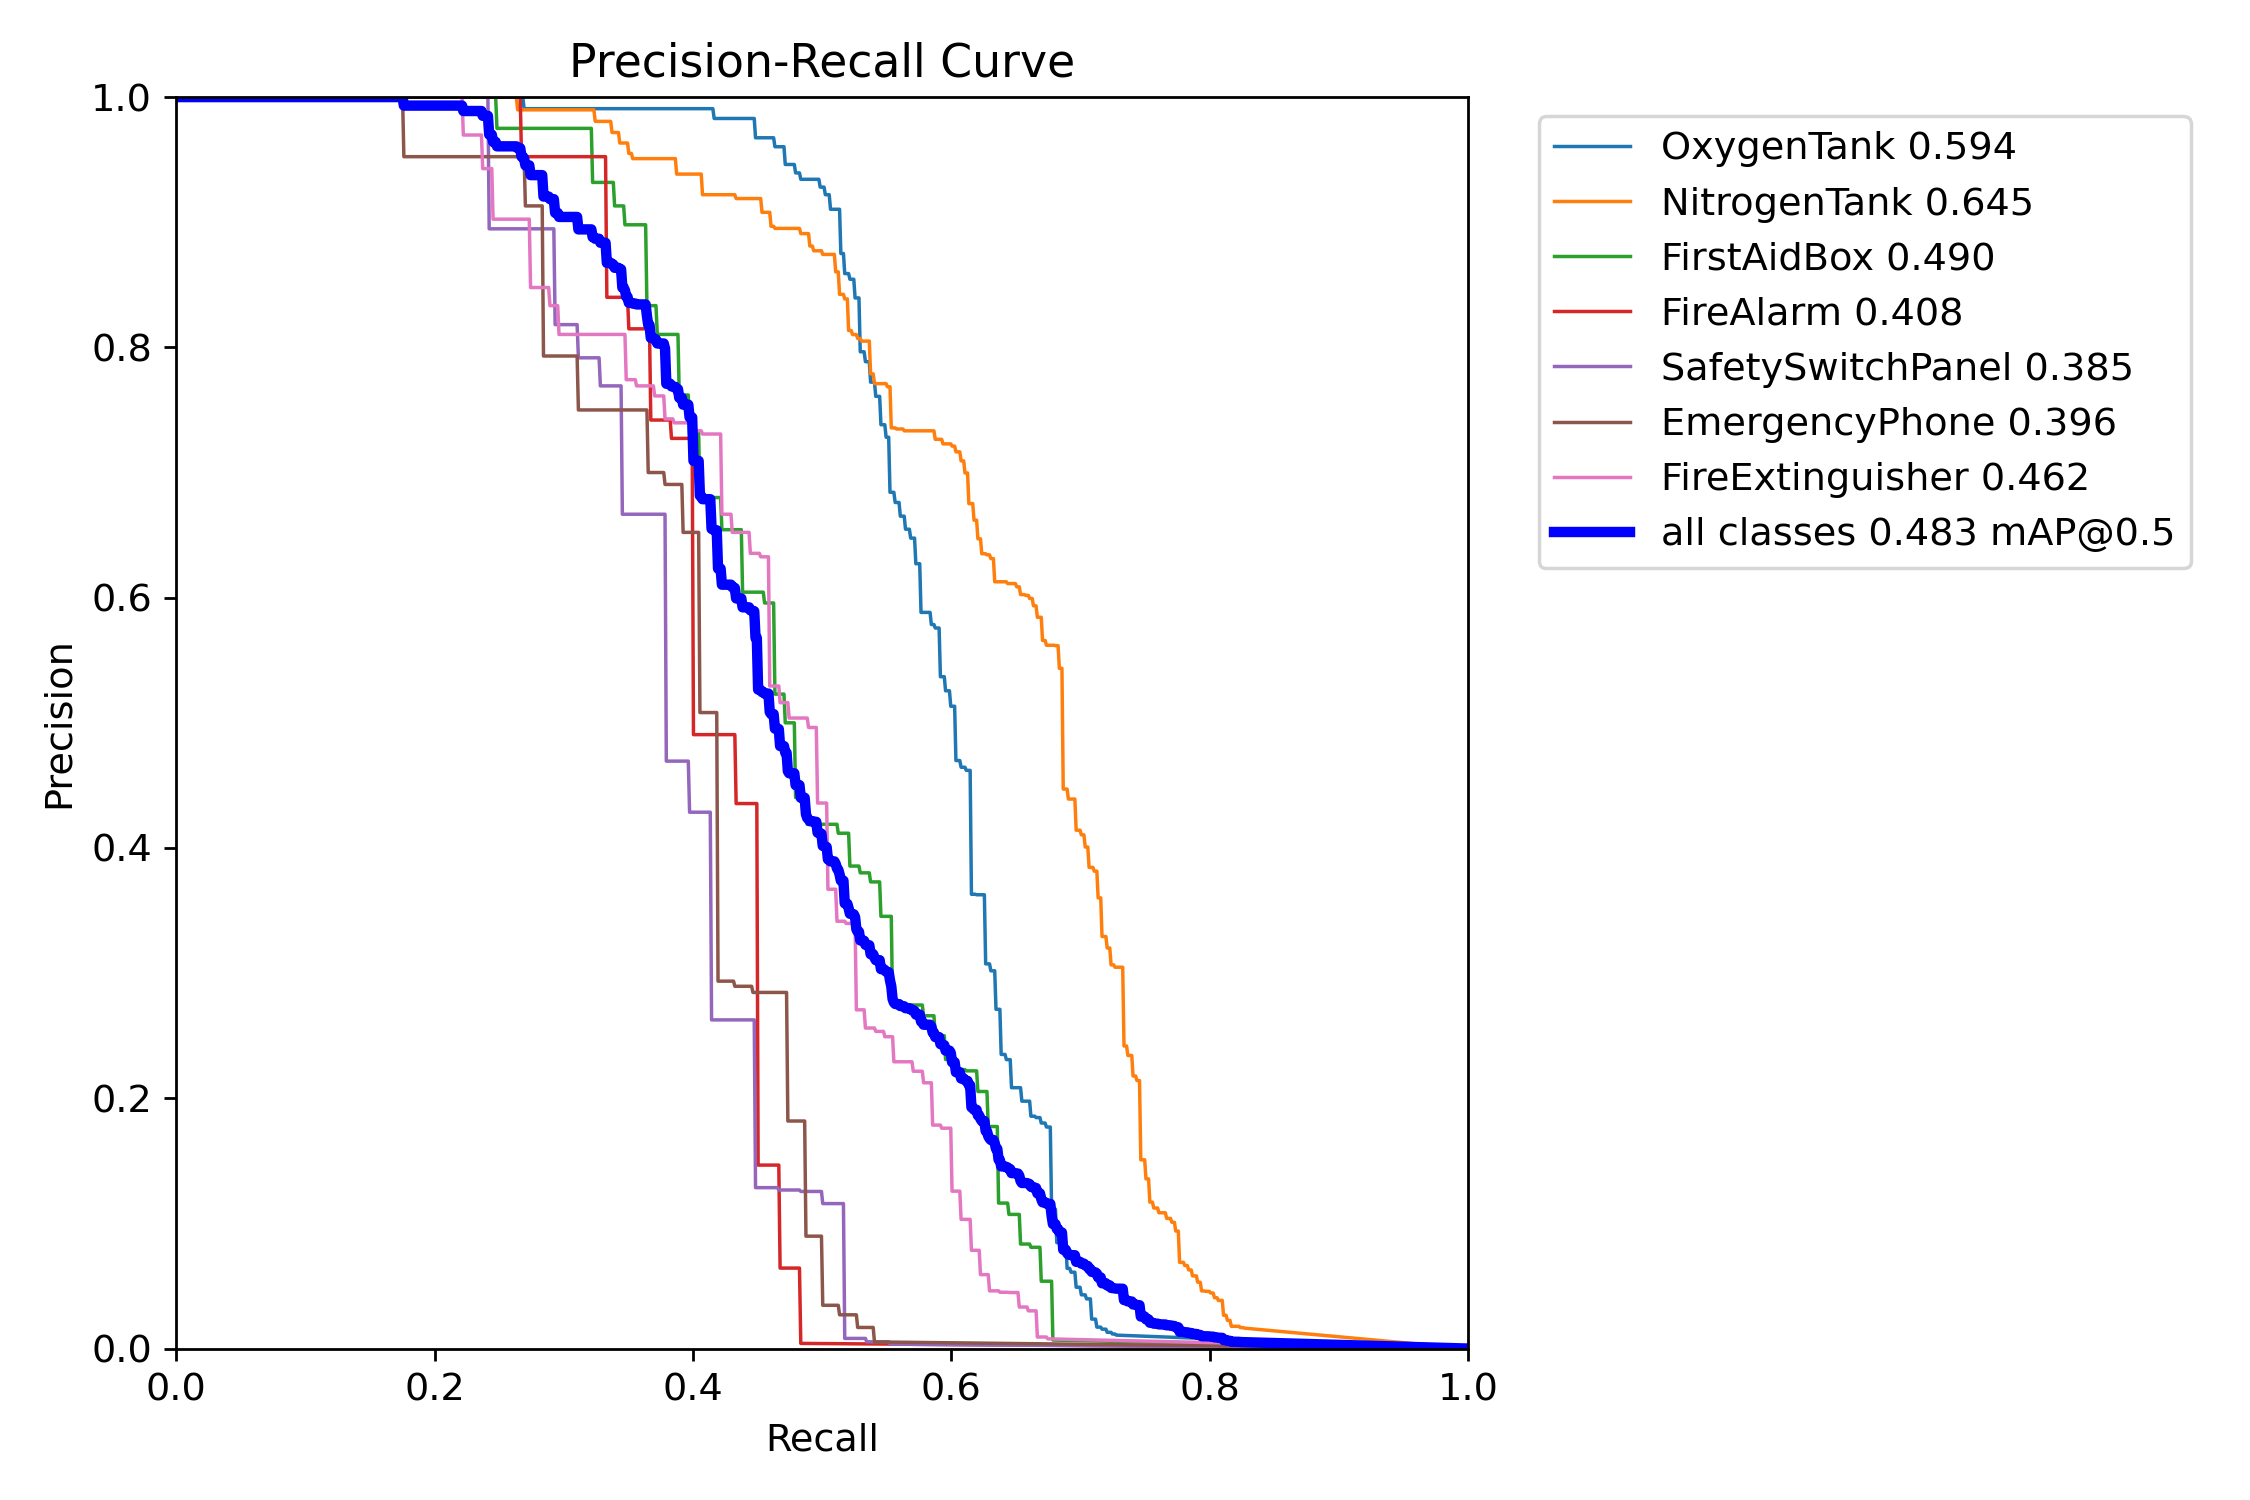 Precision-Recall Curve
1.0
0.8
0.6
0.4
0.2
0.0
Precision
0.0 0.2 0.4 0.6 0.8 1.0
Recall
OxygenTank 0.594
NitrogenTank 0.645
FirstAidBox 0.490
FireAlarm 0.408
SafetySwitchPanel 0.385
EmergencyPhone 0.396
FireExtinguisher 0.462
all classes 0.483 mAP@0.5